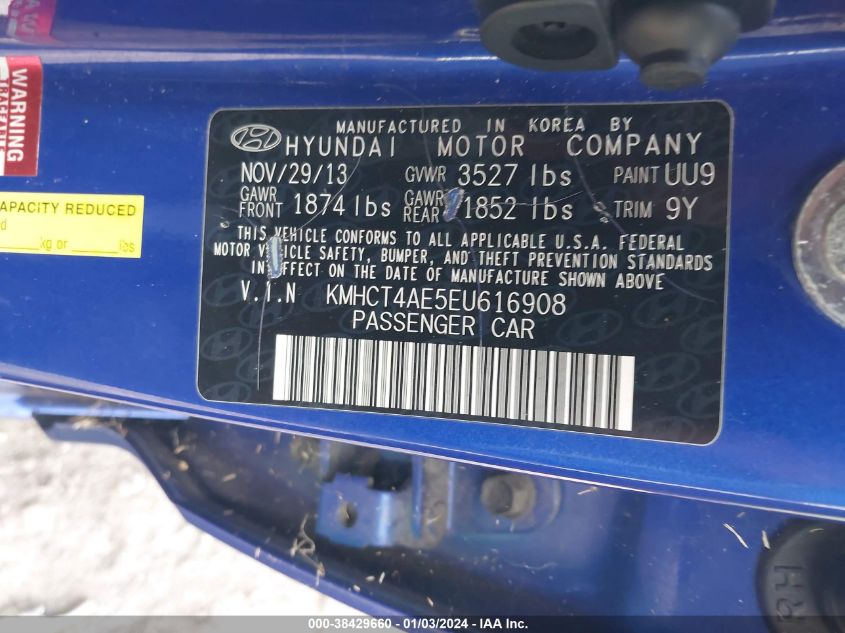 WARNING
CAPACITY REDUCED
kg or lbs
MANUFACTURED IN KOREA BY
HYUNDAI MOTOR COMPANY
NOV/29/13 GVWR 3527 lbs PAINT UU9
GAWR FRONT 1874 lbs GAWR REAR 1852 lbs TRIM 9Y
THIS VEHICLE CONFORMS TO ALL APPLICABLE U.S.A. FEDERAL
MOTOR VEHICLE SAFETY, BUMPER, AND THEFT PREVENTION STANDARDS
IN EFFECT ON THE DATE OF MANUFACTURE SHOWN ABOVE
V.I.N KMHCT4AE5EU616908
PASSENGER CAR
RH
© - 38429660 - 01/03/2024 - IAA, Inc.